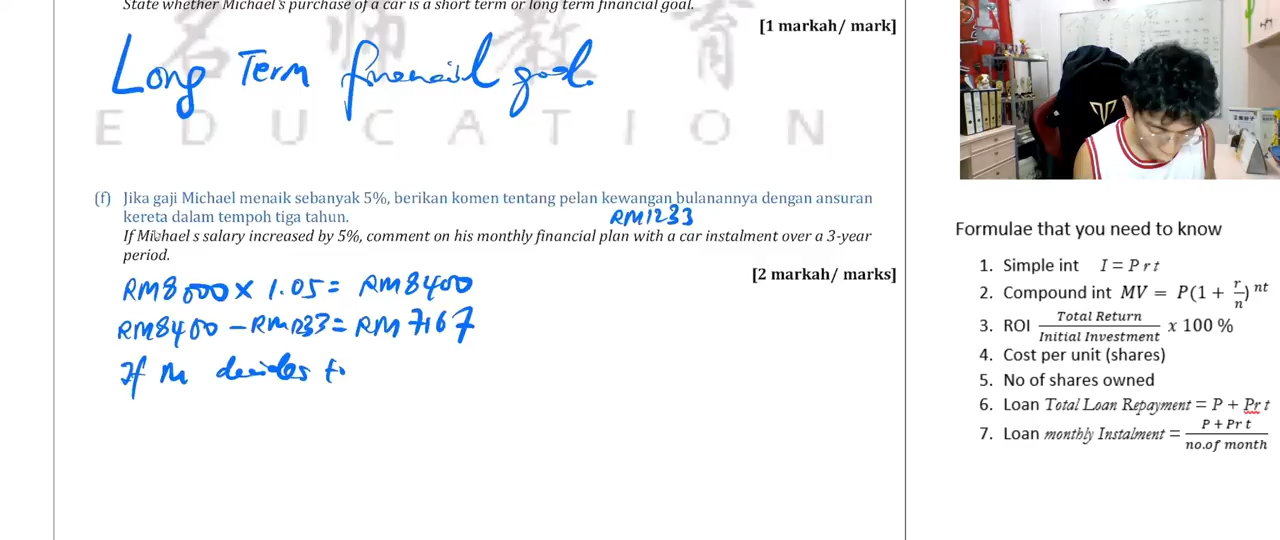 State whether Michael's purchase of a car is a short term or long term financial goal.
[1 markah/ mark]
名 师 教 育
Long Term financial goal.
EDUCATION
(f) Jika gaji Michael menaik sebanyak 5%, berikan komen tentang pelan kewangan bulanannya dengan ansuran
kereta dalam tempoh tiga tahun.
RM1233
If Michael s salary increased by 5%, comment on his monthly financial plan with a car instalment over a 3-year
period.
[2 markah/ marks]
RM8000 × 1.05 = RM8400
RM8400 - RM1233 = RM7167
If M decides to
Formulae that you need to know
1. Simple int I = P r t
2. Compound int MV = P(1 + r/n) nt
3. ROI Total Return / Initial Investment x 100 %
4. Cost per unit (shares)
5. No of shares owned
6. Loan Total Loan Repayment = P + Pr t
7. Loan monthly Instalment = P + Pr t / no.of month